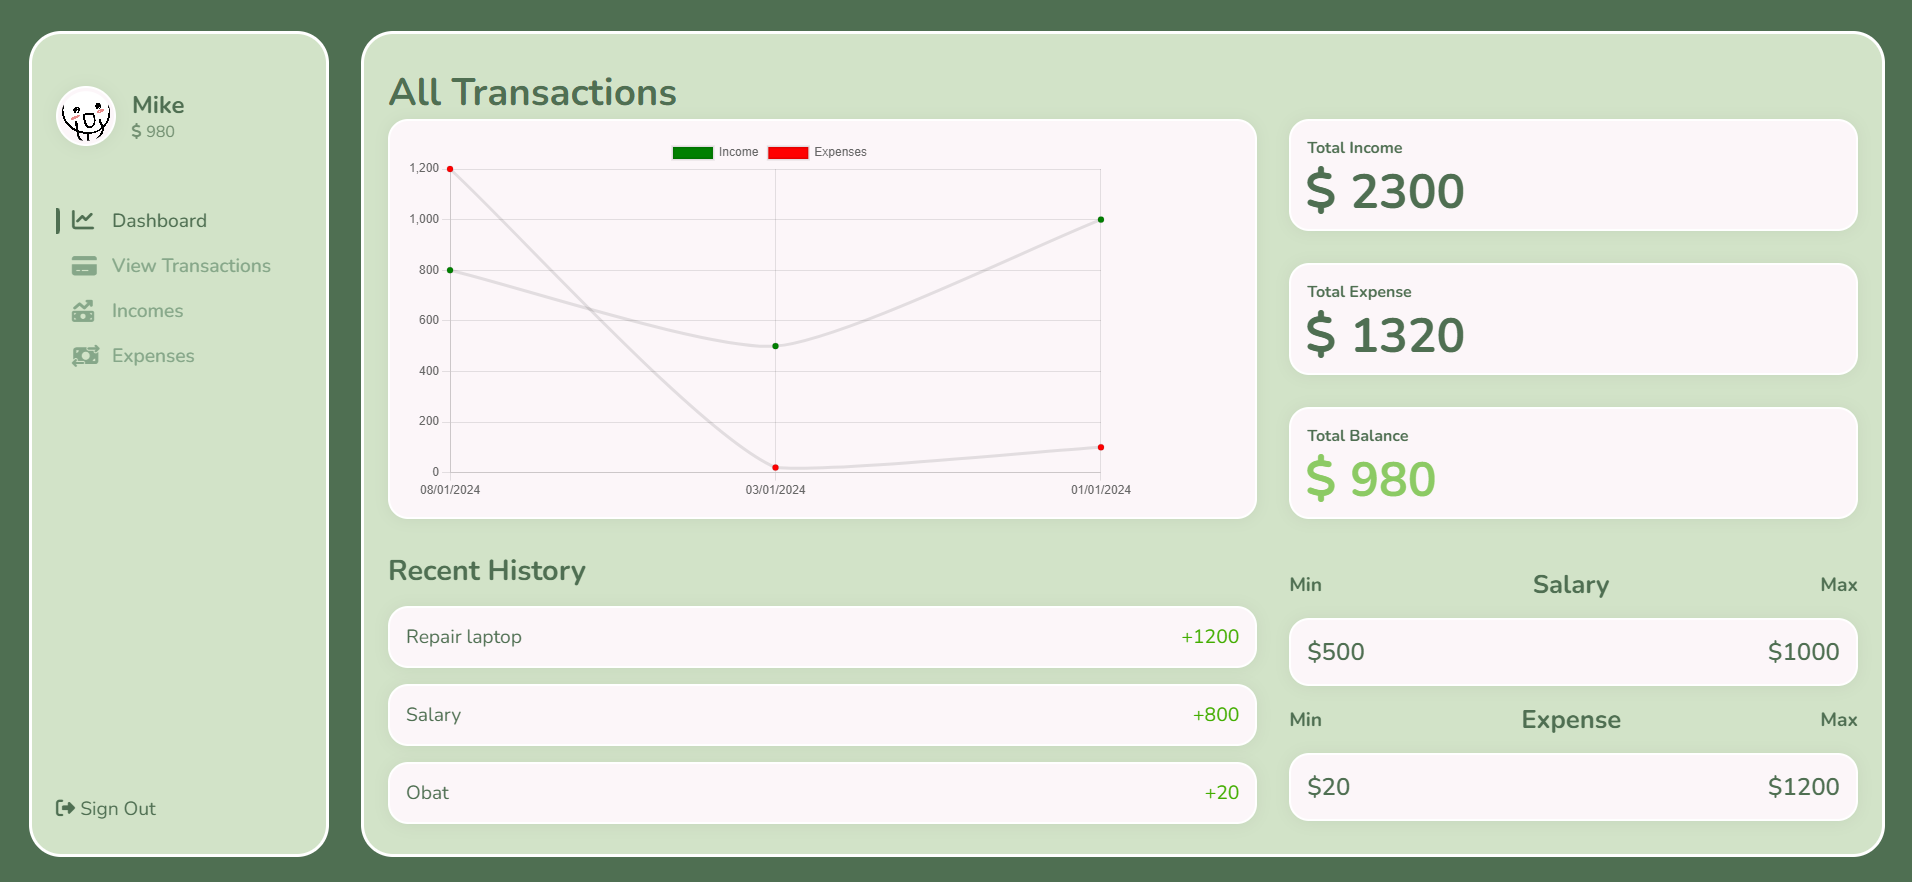 Mike
$ 980
Dashboard
View Transactions
Incomes
Expenses
Sign Out
All Transactions
Income Expenses
1,200
1,000
800
600
400
200
0
08/01/2024 03/01/2024 01/01/2024
Total Income
$ 2300
Total Expense
$ 1320
Total Balance
$ 980
Recent History
Repair laptop +1200
Salary +800
Obat +20
Min Salary Max
$500 $1000
Min Expense Max
$20 $1200